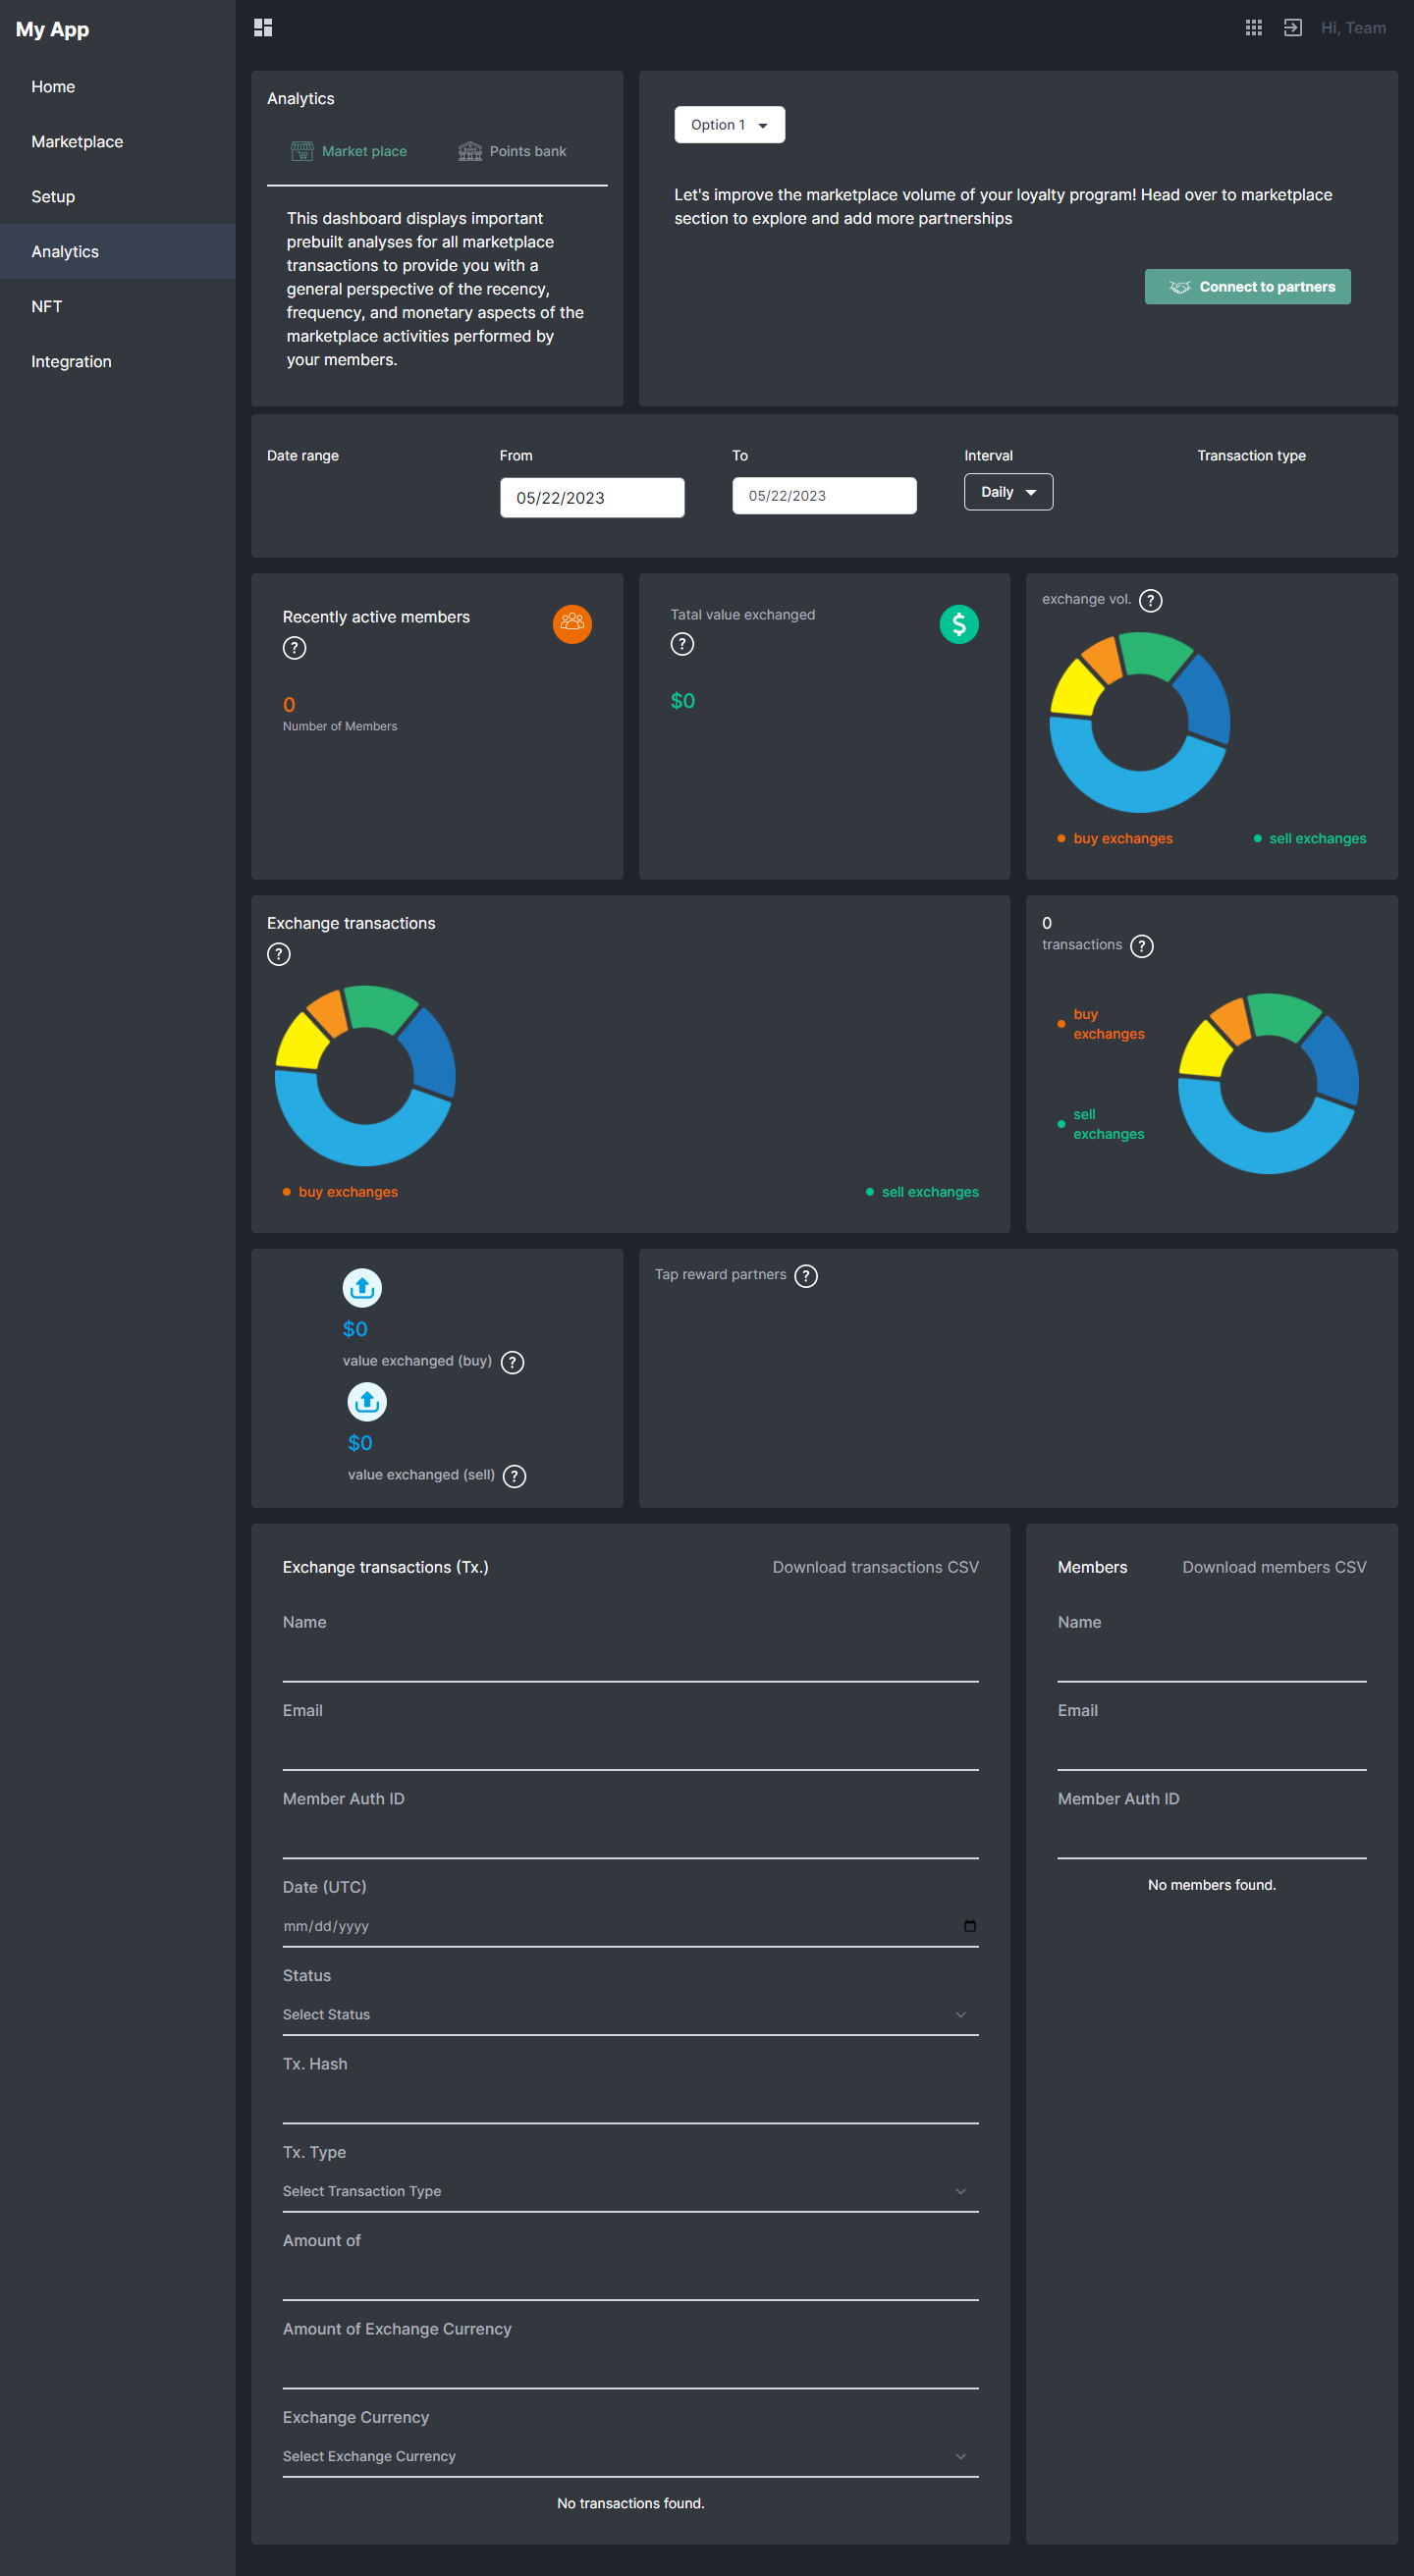 My App
Hi, Team
Home
Marketplace
Setup
Analytics
NFT
Integration
Analytics
Market place
Points bank
This dashboard displays important
prebuilt analyses for all marketplace
transactions to provide you with a
general perspective of the recency,
frequency, and monetary aspects of the
marketplace activities performed by
your members.
Option 1
Let's improve the marketplace volume of your loyalty program! Head over to marketplace
section to explore and add more partnerships
Connect to partners
Date range
From
05/22/2023
To
05/22/2023
Interval
Daily
Transaction type
Recently active members
?
0
Number of Members
Tatal value exchanged
?
$0
exchange vol. ?
buy exchanges
sell exchanges
Exchange transactions
?
buy exchanges
sell exchanges
0
transactions ?
buy
exchanges
sell
exchanges
$0
value exchanged (buy) ?
$0
value exchanged (sell) ?
Tap reward partners ?
Exchange transactions (Tx.)
Download transactions CSV
Name
Email
Member Auth ID
Date (UTC)
mm/dd/yyyy
Status
Select Status
Tx. Hash
Tx. Type
Select Transaction Type
Amount of
Amount of Exchange Currency
Exchange Currency
Select Exchange Currency
No transactions found.
Members
Download members CSV
Name
Email
Member Auth ID
No members found.